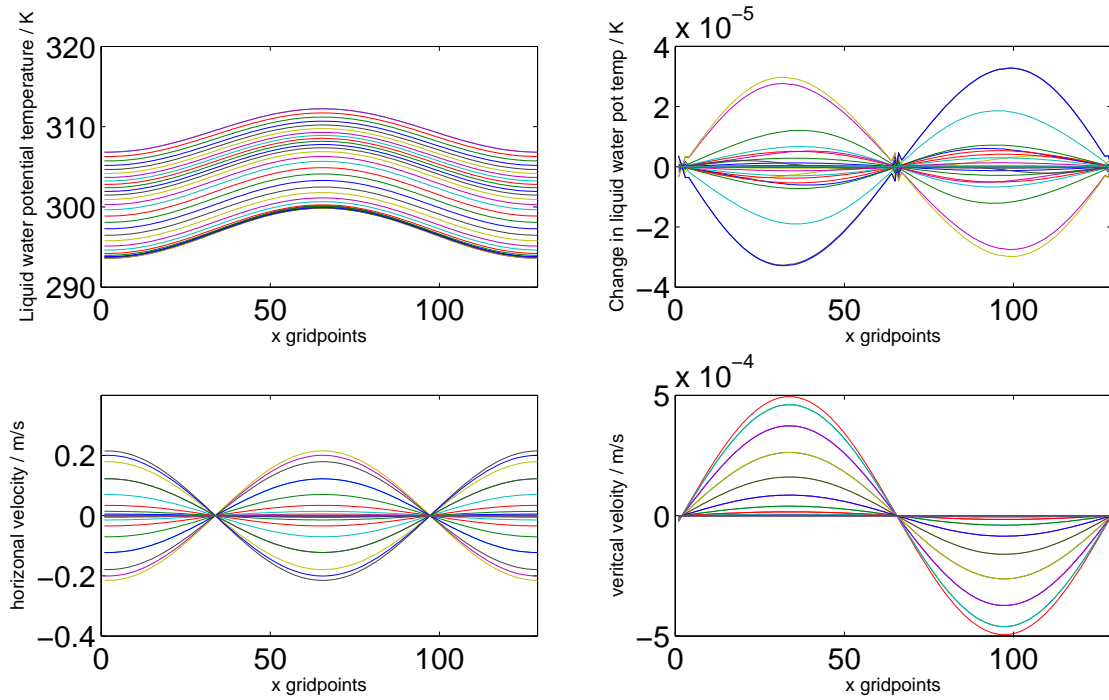 320
310
300
290
Liquid water potential temperature / K
0
50
100
x gridpoints
x 10−5
4
2
0
−2
−4
Change in liquid water pot temp / K
0
50
100
x gridpoints
0.2
0
−0.2
−0.4
horizonal velocity / m/s
0
50
100
x gridpoints
x 10−4
5
0
−5
veritcal velocity / m/s
0
50
100
x gridpoints